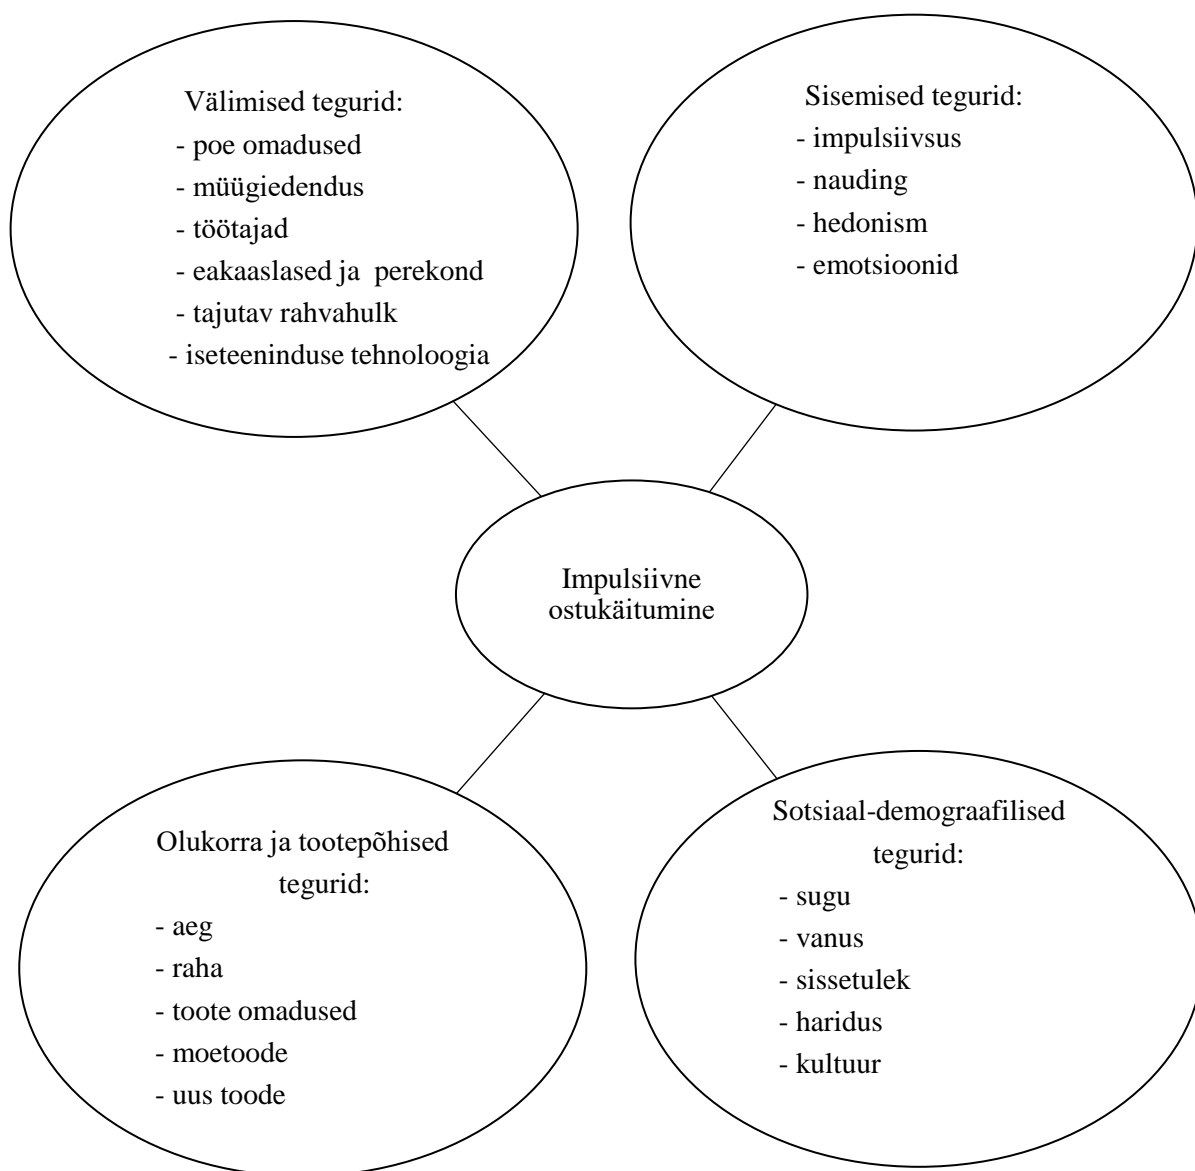 Välimised tegurid:
- poe omadused
- müügiedendus
- töötajad
- eakaaslased ja  perekond
- tajutav rahvahulk
- iseteeninduse tehnoloogia
Sisemised tegurid:
- impulsiivsus
- nauding
- hedonism
- emotsioonid
Impulsiivne
ostukäitumine
Olukorra ja tootepõhised
tegurid:
- aeg
- raha
- toote omadused
- moetoode
- uus toode
Sotsiaal-demograafilised
tegurid:
- sugu
- vanus
- sissetulek
- haridus
- kultuur